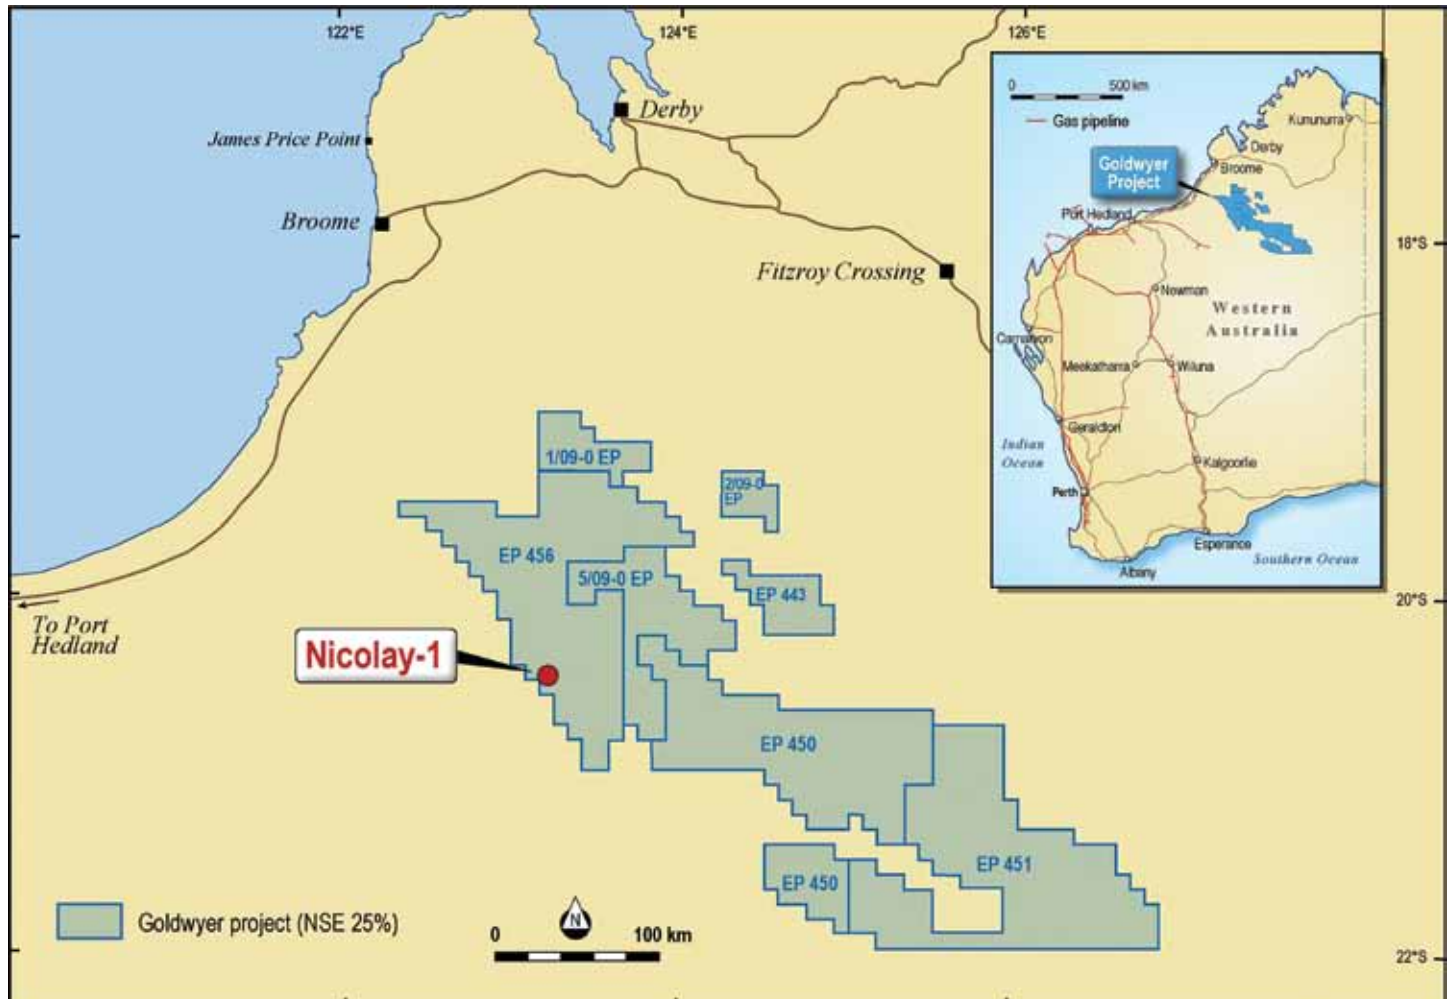 122°E
124°E
126°E
Derby
James Price Point
Broome
Fitzroy Crossing
18°S
20°S
22°S
To Port
Hedland
1/09-0 EP
2/09-0
EP
EP 456
5/09-0 EP
EP 443
Nicolay-1
EP 450
EP 451
EP 450
Goldwyer project (NSE 25%)
N
0 100 km
0 500 km
Gas pipeline
Kununurra
Derby
Broome
Goldwyer
Project
Port Hedland
Newman
Western
Australia
Carnarvon
Meekatharra
Wiluna
Geraldton
Indian
Ocean
Kalgoorlie
Perth
Esperance
Albany
Southern Ocean